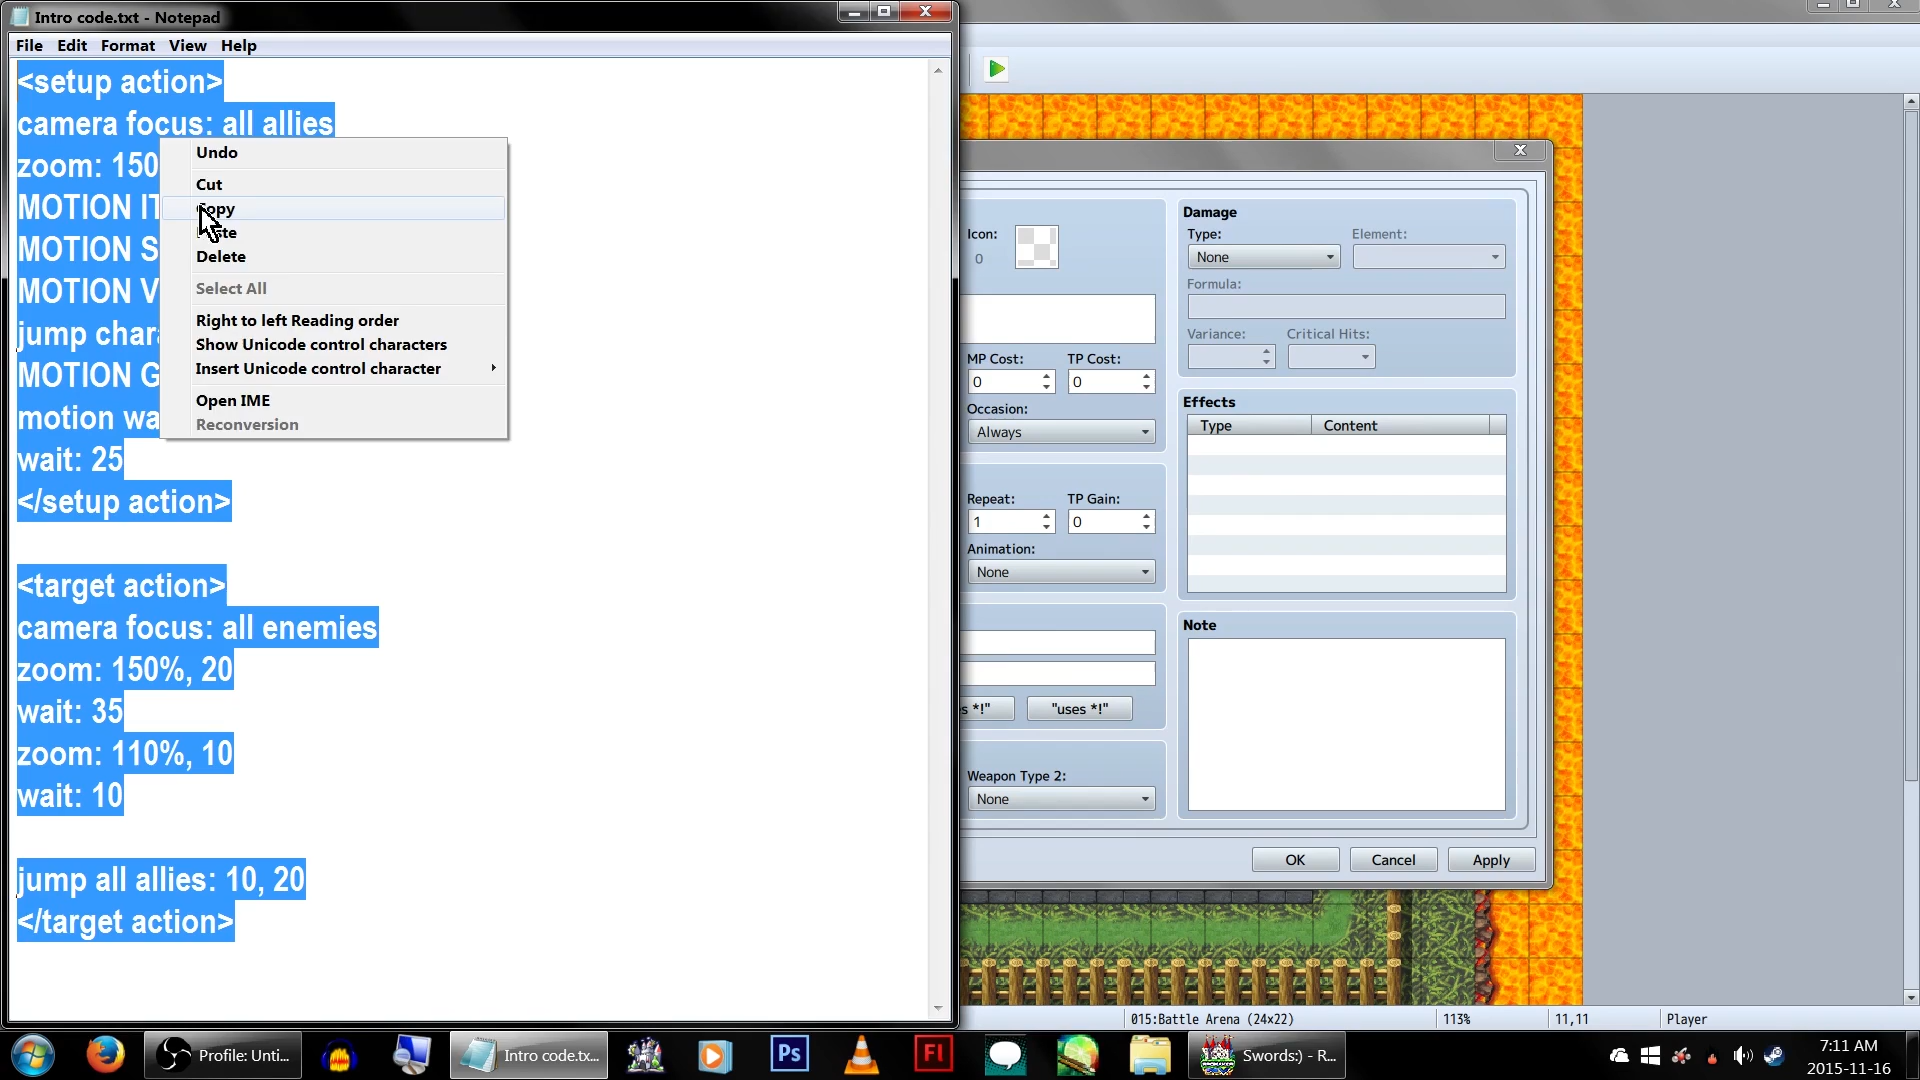 Intro code.txt - Notepad
File Edit Format View Help
<setup action>
camera focus: all allies
zoom: 150
MOTION IT
MOTION S
MOTION V
jump char
MOTION G
motion wa
wait: 25
</setup action>
<target action>
camera focus: all enemies
zoom: 150%, 20
wait: 35
zoom: 110%, 10
wait: 10
jump all allies: 10, 20
</target action>
Undo
Cut
Copy
Delete
Select All
Right to left Reading order
Show Unicode control characters
Insert Unicode control character
Open IME
Reconversion
Icon:
0
MP Cost: TP Cost:
0 0
Occasion:
Always
Repeat: TP Gain:
1 0
Animation:
None
"uses *!"
Weapon Type 2:
None
Damage
Type: Element:
None
Formula:
Variance: Critical Hits:
Effects
Type Content
Note
OK Cancel Apply
015:Battle Arena (24x22) 113% 11,11 Player
Profile: Unti... Intro code.tx... Ps Fl Swords:) - R...
7:11 AM
2015-11-16